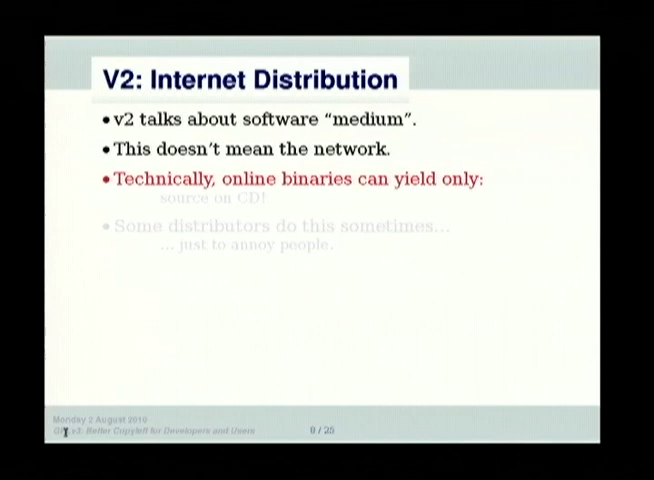 V2: Internet Distribution
• v2 talks about software “medium”.
• This doesn’t mean the network.
• Technically, online binaries can yield only:
source on CD!
• Some distributors do this sometimes...
... just to annoy people.
Monday 2 August 2010
GPLv3: Better Copyleft for Developers and Users
8 / 25